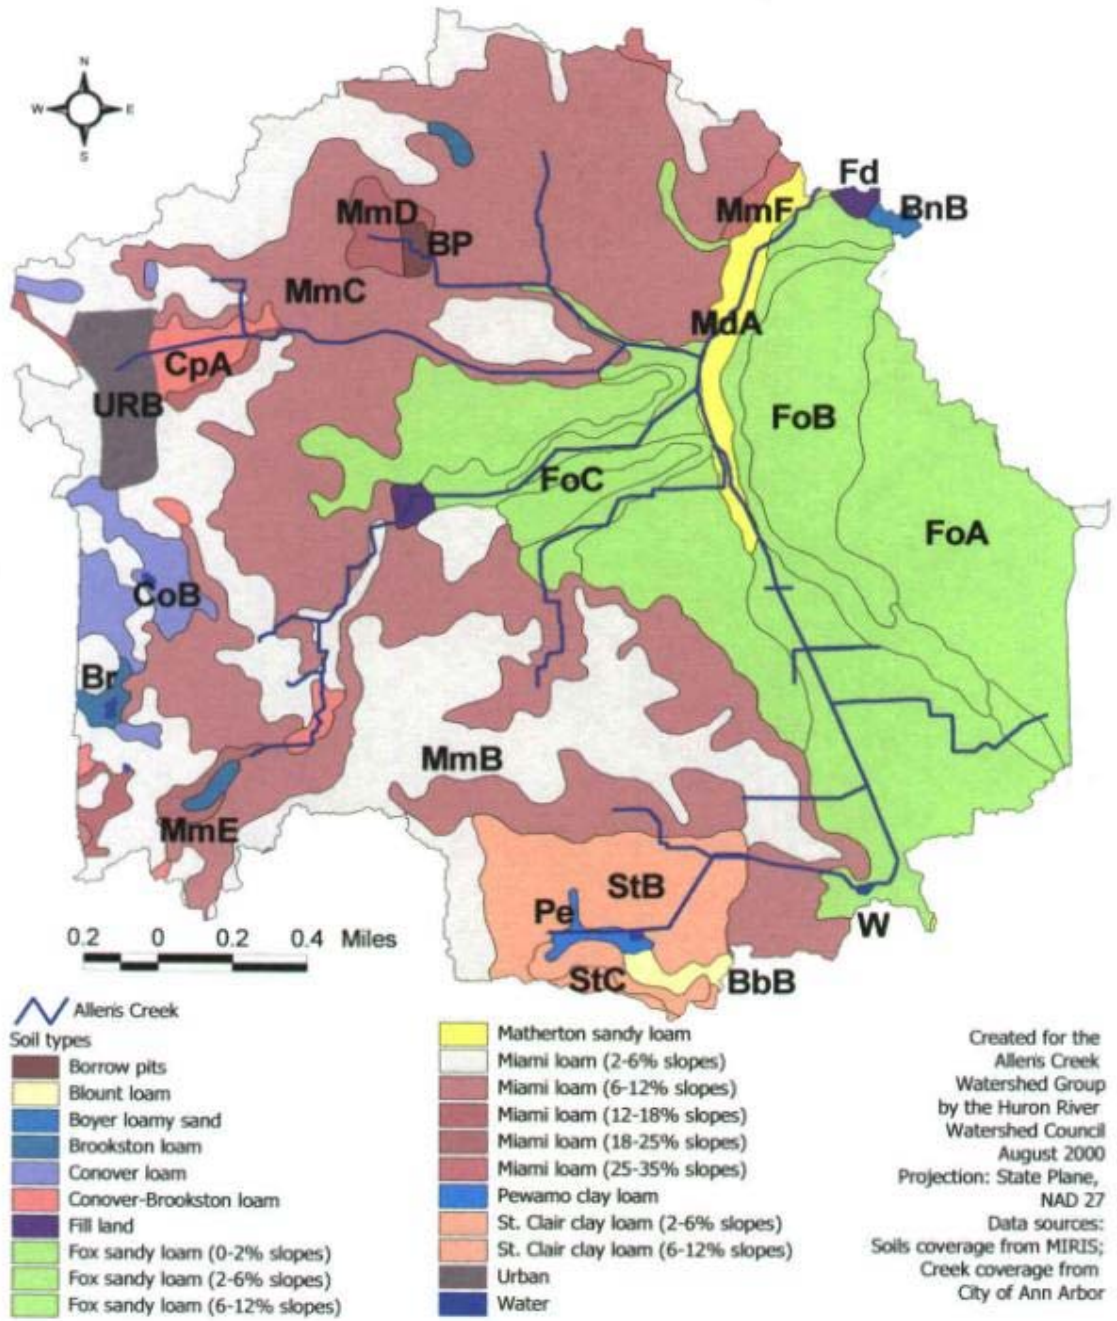 N
W E
S
Fd
MmD
MmF
BnB
BP
MmC
MdA
CpA
URB
FoB
FoC
FoA
CoB
Br
MmB
MmE
StB
Pe
W
StC
BbB
0.2 0 0.2 0.4 Miles
Allen's Creek
Soil types
Borrow pits
Blount loam
Boyer loamy sand
Brookston loam
Conover loam
Conover-Brookston loam
Fill land
Fox sandy loam (0-2% slopes)
Fox sandy loam (2-6% slopes)
Fox sandy loam (6-12% slopes)
Matherton sandy loam
Miami loam (2-6% slopes)
Miami loam (6-12% slopes)
Miami loam (12-18% slopes)
Miami loam (18-25% slopes)
Miami loam (25-35% slopes)
Pewamo clay loam
St. Clair clay loam (2-6% slopes)
St. Clair clay loam (6-12% slopes)
Urban
Water
Created for the
Allen's Creek
Watershed Group
by the Huron River
Watershed Council
August 2000
Projection: State Plane,
NAD 27
Data sources:
Soils coverage from MIRIS;
Creek coverage from
City of Ann Arbor